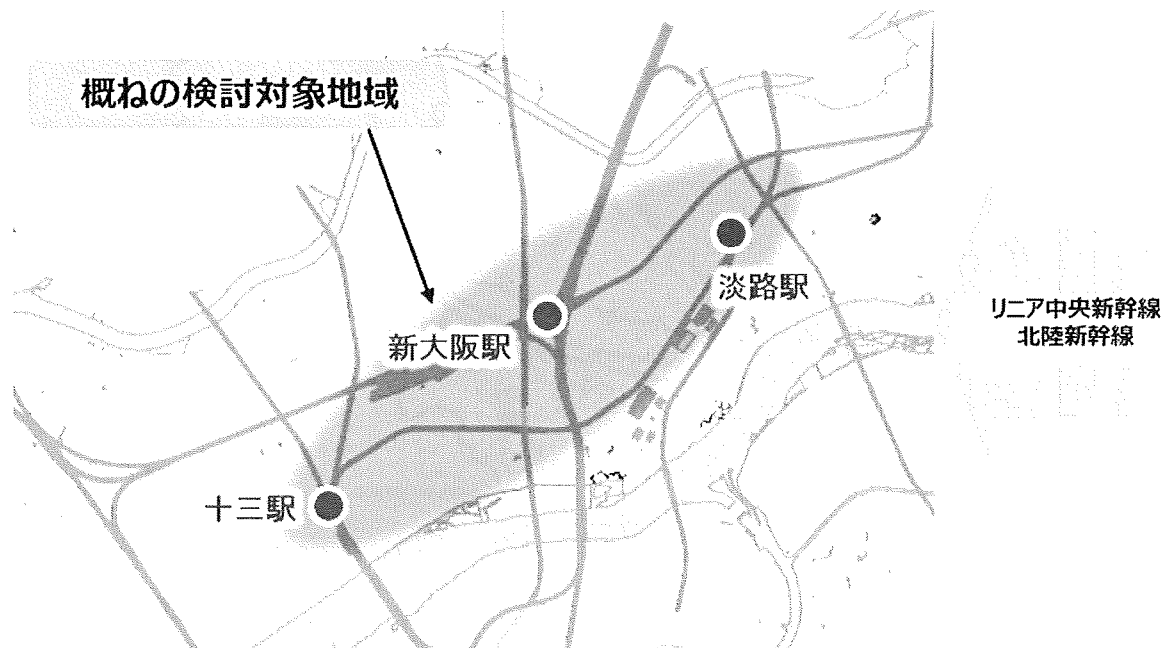 概ねの検討対象地域
淡路駅
新大阪駅
十三駅
リニア中央新幹線
北陸新幹線